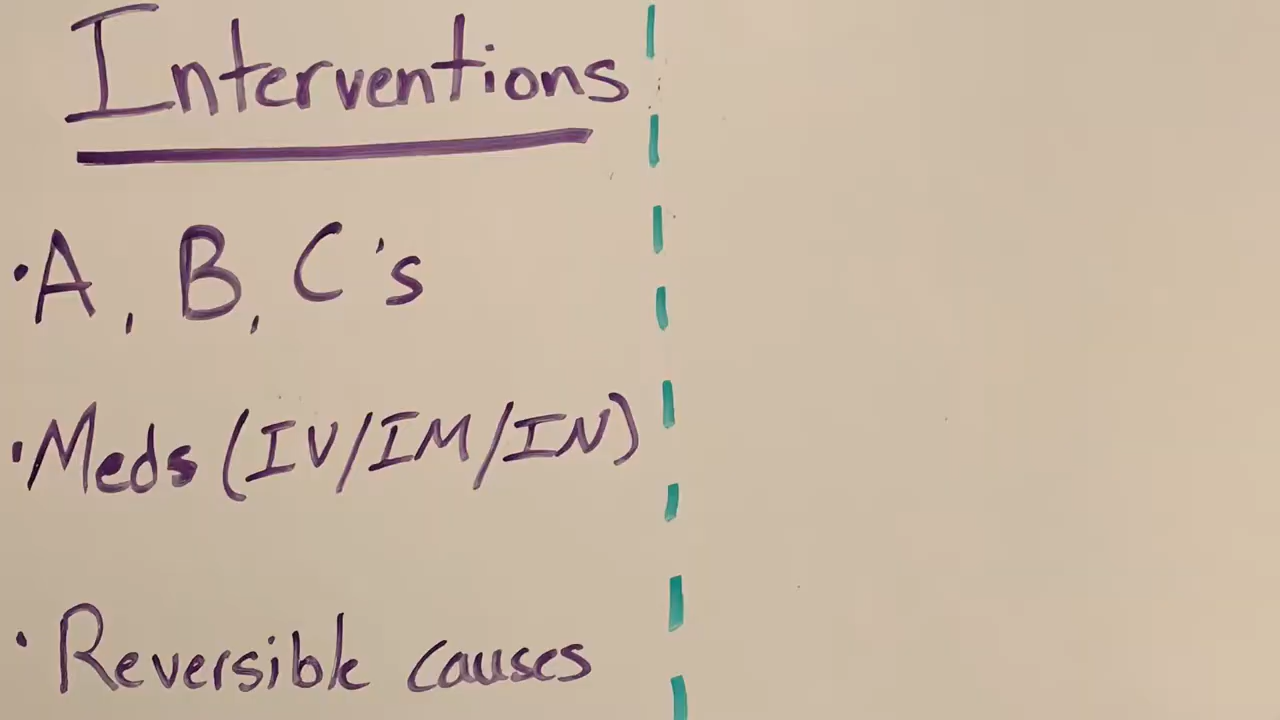 Interventions
·A, B, C's
·Meds (IV/IM/IN)
·Reversible causes